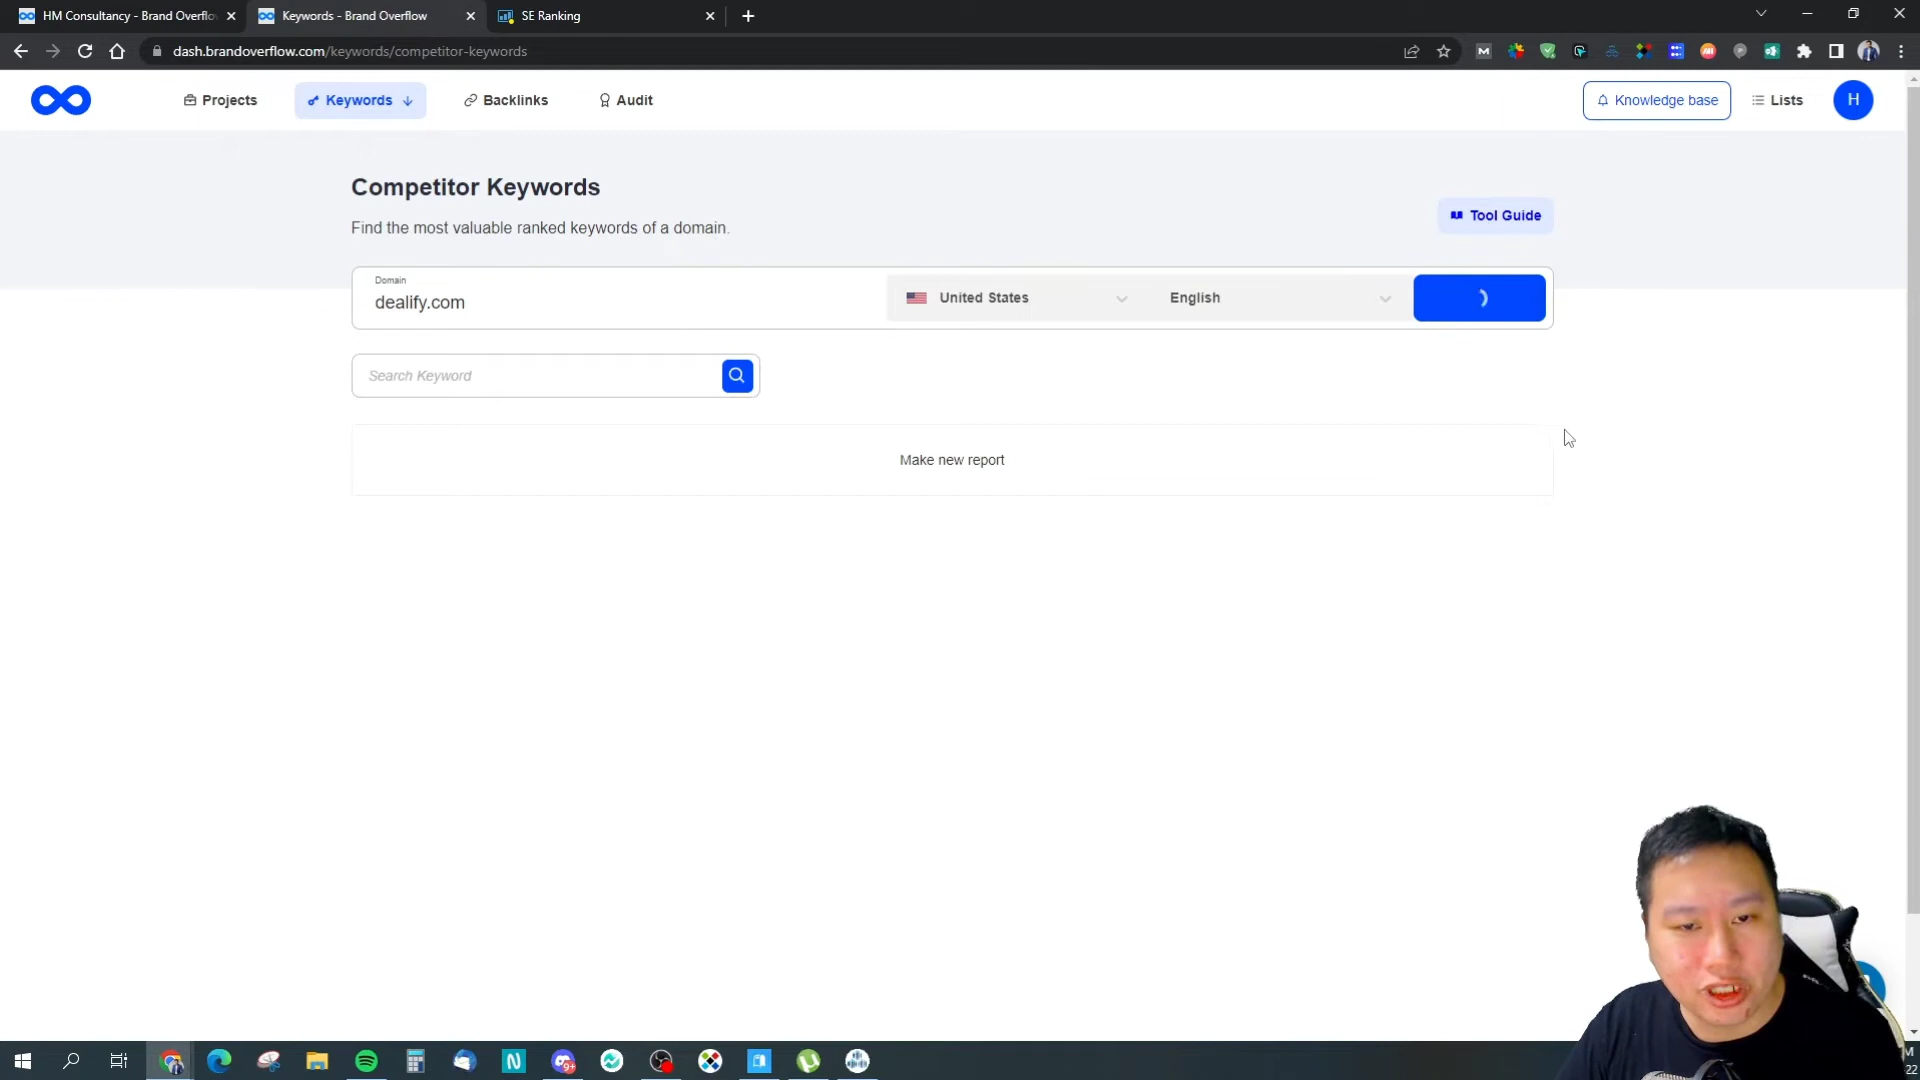 HM Consultancy - Brand Overflo
Keywords - Brand Overflow
SE Ranking
dash.brandoverflow.com/keywords/competitor-keywords
Projects
Keywords
Backlinks
Audit
Knowledge base
Lists
H
Competitor Keywords
Find the most valuable ranked keywords of a domain.
Tool Guide
Domain
dealify.com
United States
English
Search Keyword
Make new report
9+
M
22